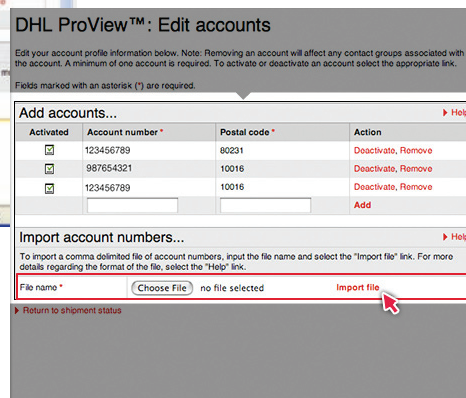 DHL ProView™: Edit accounts
Edit your account profile information below. Note: Removing an account will affect any contact groups associated with
the account. A minimum of one account is required. To activate or deactivate an account select the appropriate link.
Fields marked with an asterisk (*) are required.
Add accounts... Help
Activated Account number * Postal code * Action
123456789 80231 Deactivate, Remove
987654321 10016 Deactivate, Remove
123456789 10016 Deactivate, Remove
Add
Import account numbers... Help
To import a comma delimited file of account numbers, input the file name and select the "Import file" link. For more
details regarding the format of the file, select the "Help" link.
File name * Choose File no file selected Import file
Return to shipment status